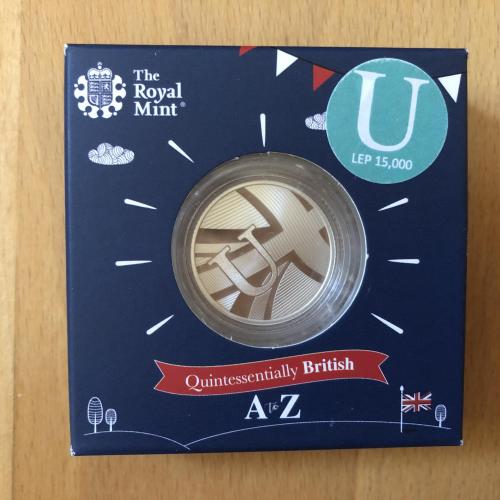 The
Royal
Mint®
U
LEP 15,000
U
Quintessentially British
A to Z